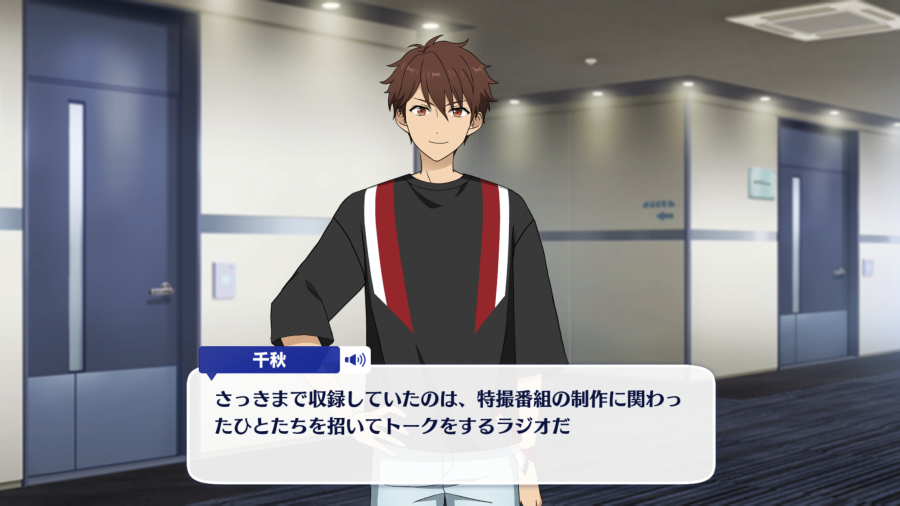 千秋
さっきまで収録していたのは、特撮番組の制作に関わっ
たひとたちを招いてトークをするラジオだ